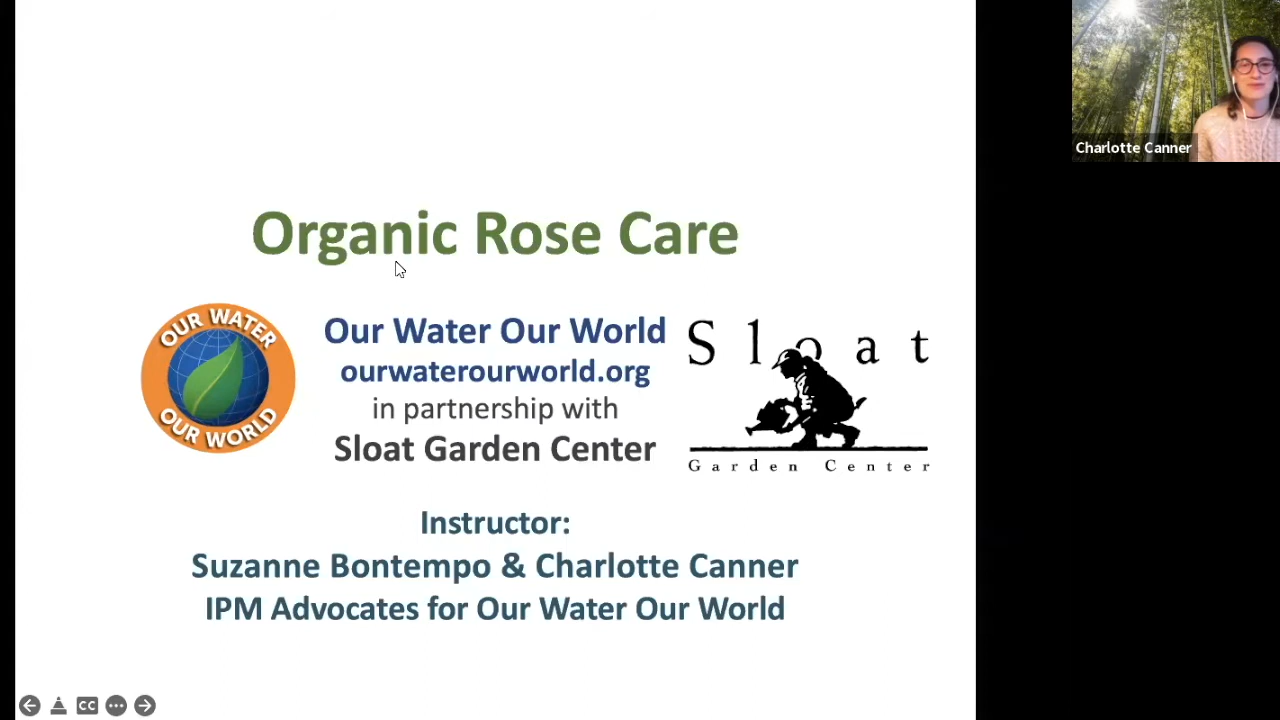 Organic Rose Care
OUR WATER
OUR WORLD
Our Water Our World
ourwaterourworld.org
in partnership with
Sloat Garden Center
Sloat
Garden Center
Instructor:
Suzanne Bontempo & Charlotte Canner
IPM Advocates for Our Water Our World
CC
Charlotte Canner